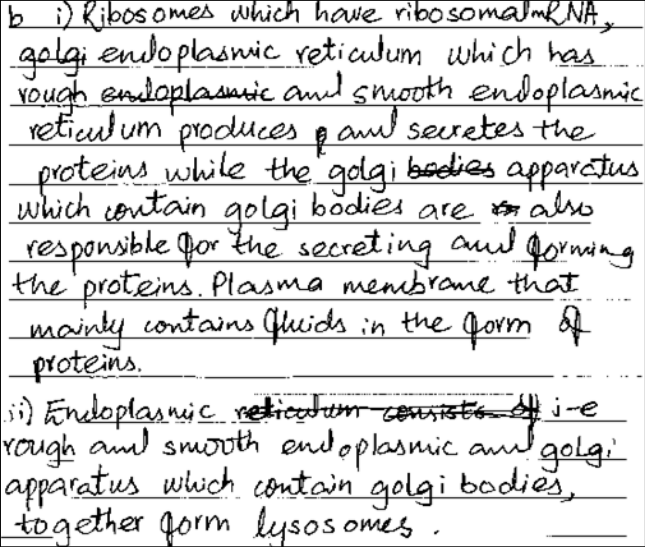 b i) Ribosomes which have ribosomal mRNA,
golgi endoplasmic reticulum which has
rough endoplasmic and smooth endoplasmic
reticulum produces and secretes the
proteins while the golgi bodies apparatus
which contain golgi bodies are also
responsible for the secreting and forming
the proteins. Plasma membrane that
mainly contains fluids in the form of
proteins.
ii) Endoplasmic reticulum consists of i-e
rough and smooth endoplasmic and golgi
apparatus which contain golgi bodies,
together form lysosomes.